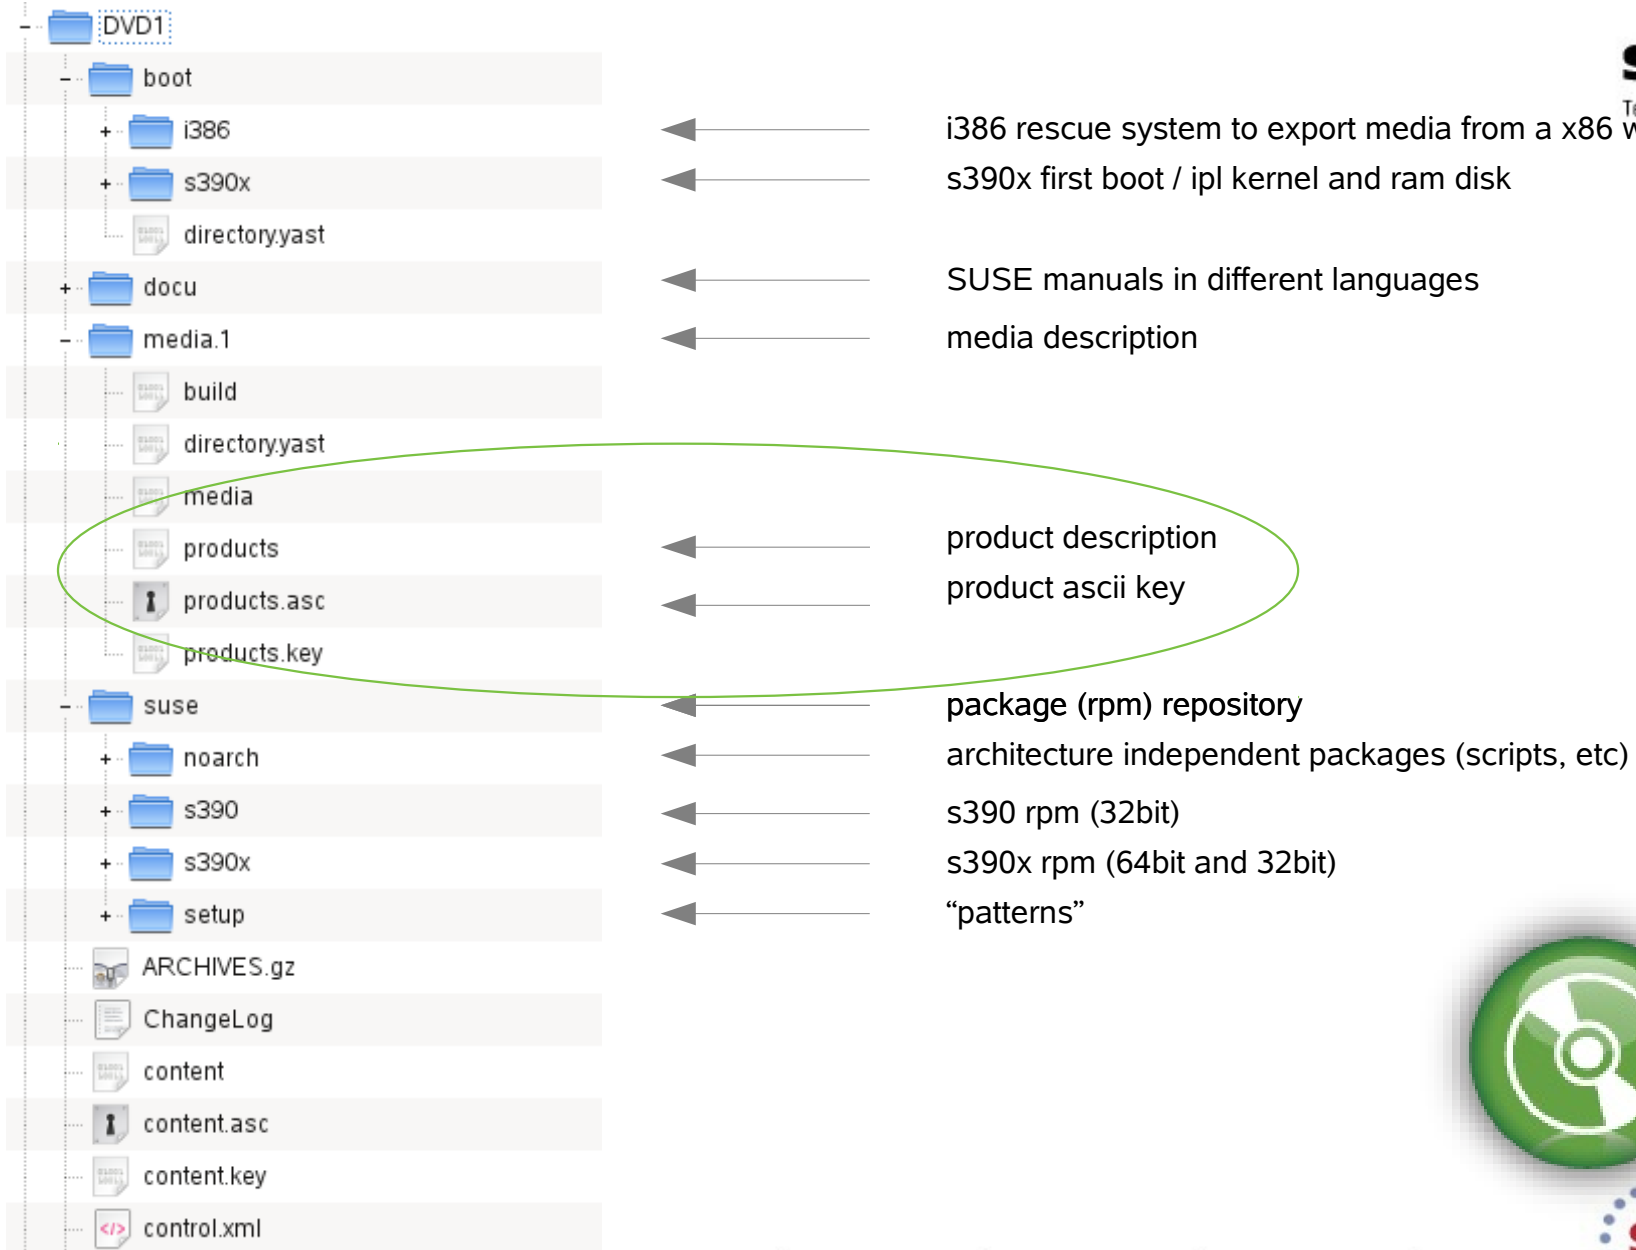 DVD1
boot
i386
i386 rescue system to export media from a x86
s390x
s390x first boot / ipl kernel and ram disk
directory.yast
docu
SUSE manuals in different languages
media.1
media description
build
directory.yast
media
products
product description
products.asc
product ascii key
products.key
suse
package (rpm) repository
noarch
architecture independent packages (scripts, etc)
s390
s390 rpm (32bit)
s390x
s390x rpm (64bit and 32bit)
setup
“patterns”
ARCHIVES.gz
ChangeLog
content
content.asc
content.key
control.xml